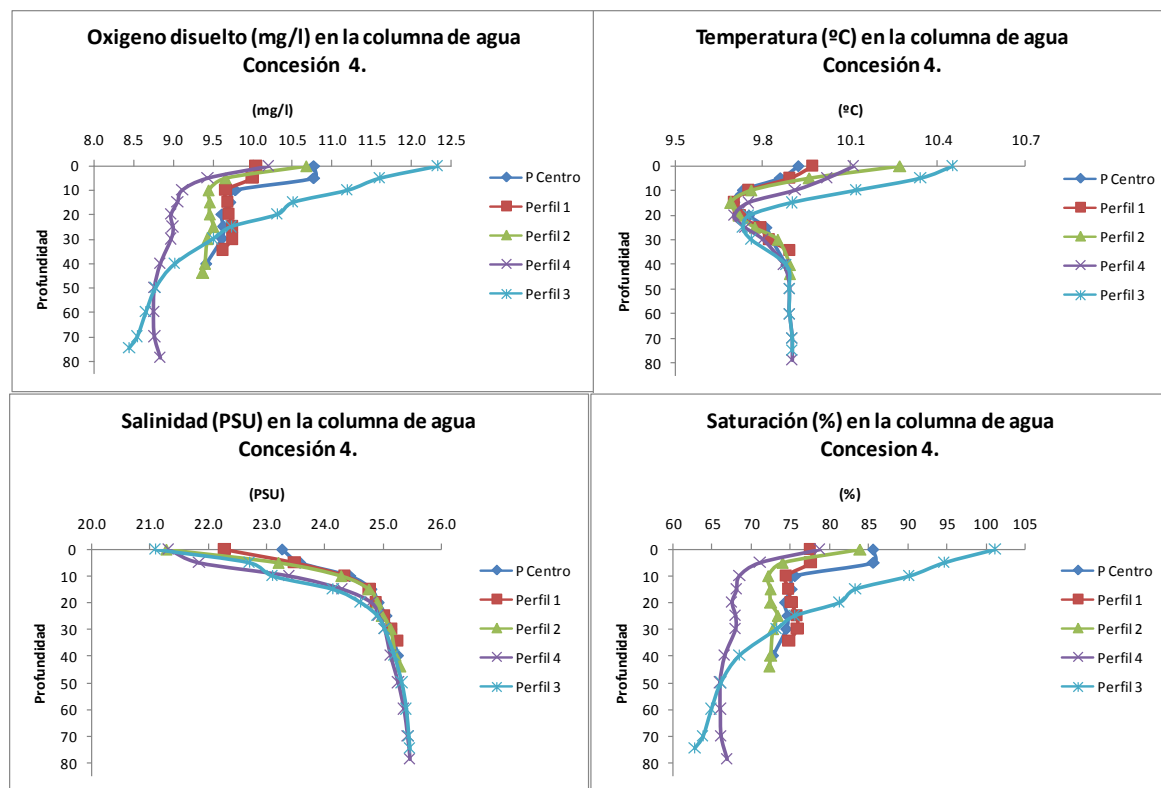 Oxigeno disuelto (mg/l) en la columna de agua
Concesión 4.
(mg/l)
8.0 8.5 9.0 9.5 10.0 10.5 11.0 11.5 12.0 12.5
0
10
20
30
40
50
60
70
80
Profundidad
P Centro
Perfil 1
Perfil 2
Perfil 4
Perfil 3
Temperatura (ºC) en la columna de agua
Concesión 4.
(ºC)
9.5 9.8 10.1 10.4 10.7
0
10
20
30
40
50
60
70
80
Profundidad
P Centro
Perfil 1
Perfil 2
Perfil 4
Perfil 3
Salinidad (PSU) en la columna de agua
Concesión 4.
(PSU)
20.0 21.0 22.0 23.0 24.0 25.0 26.0
0
10
20
30
40
50
60
70
80
Profundidad
P Centro
Perfil 1
Perfil 2
Perfil 4
Perfil 3
Saturación (%) en la columna de agua
Concesion 4.
(%)
60 65 70 75 80 85 90 95 100 105
0
10
20
30
40
50
60
70
80
Profundidad
P Centro
Perfil 1
Perfil 2
Perfil 4
Perfil 3